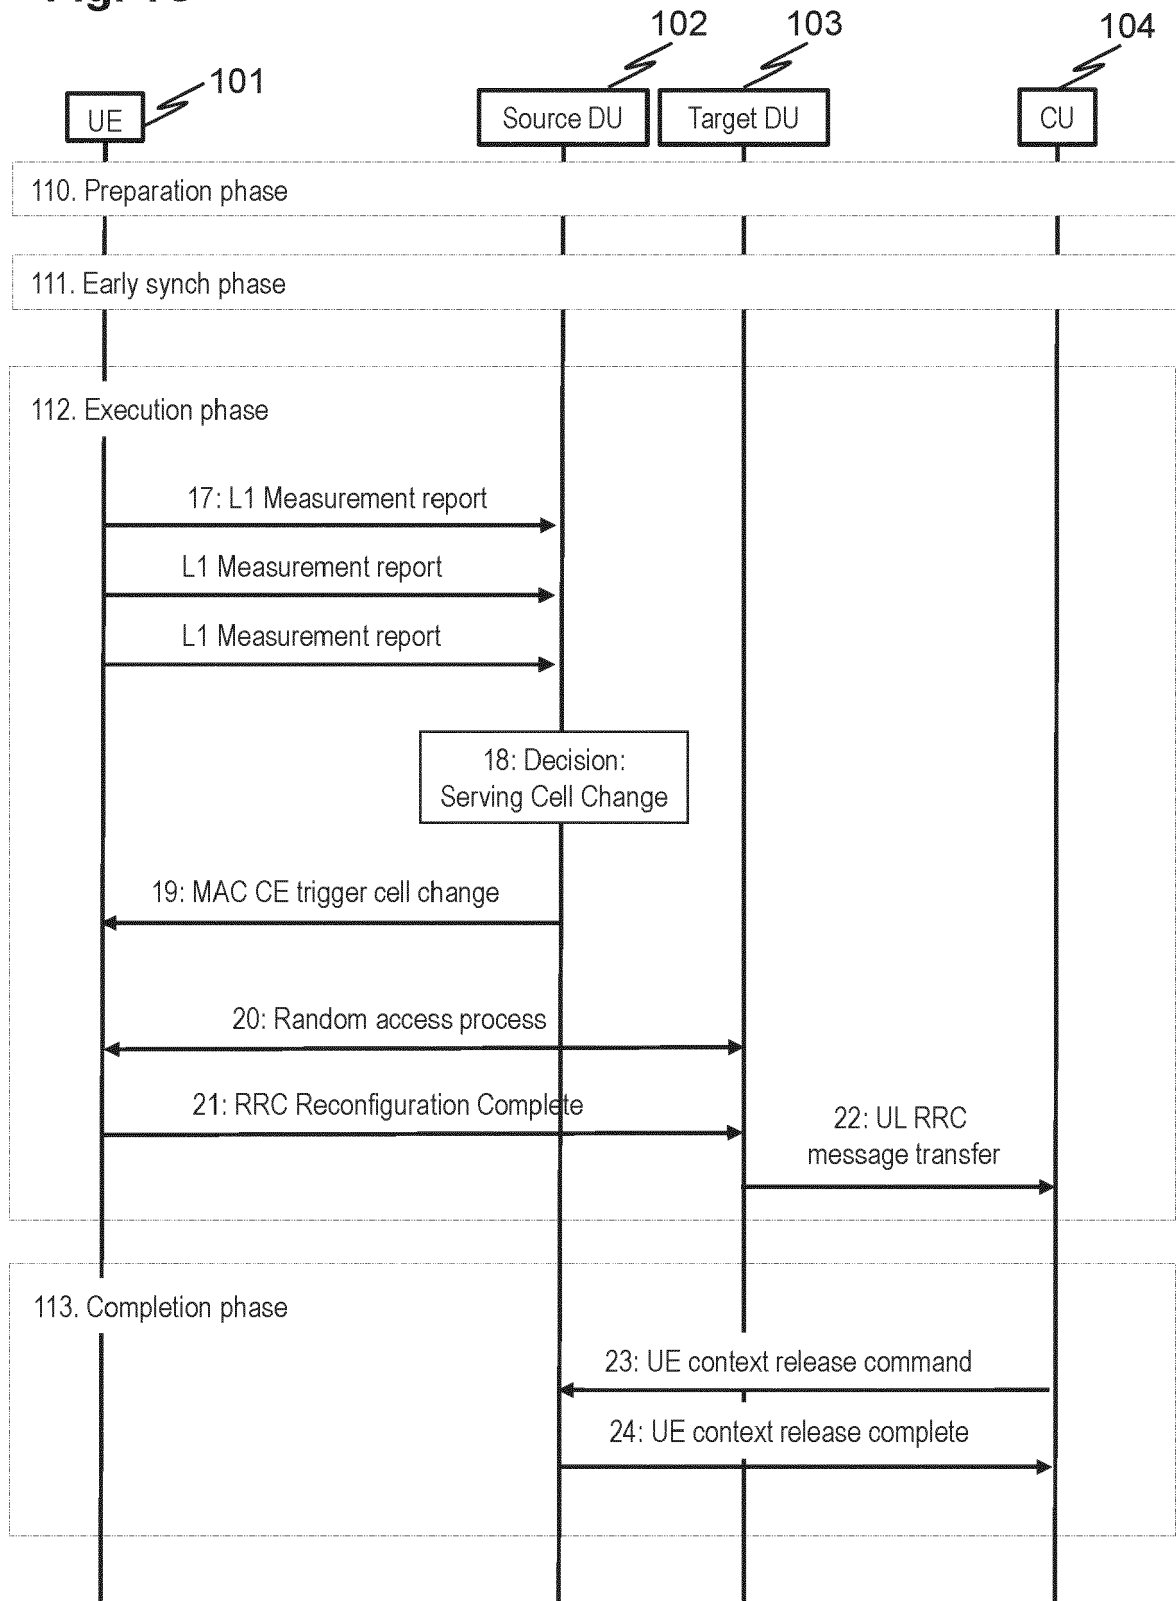 102
103
104
101
UE
Source DU
Target DU
CU
110. Preparation phase
111. Early synch phase
112. Execution phase
17: L1 Measurement report
L1 Measurement report
L1 Measurement report
18: Decision:
Serving Cell Change
19: MAC CE trigger cell change
20: Random access process
21: RRC Reconfiguration Complete
22: UL RRC
message transfer
113. Completion phase
23: UE context release command
24: UE context release complete